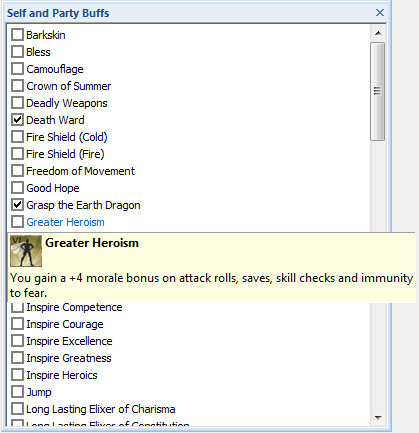 Self and Party Buffs
Barkskin
Bless
Camouflage
Crown of Summer
Deadly Weapons
Death Ward
Fire Shield (Cold)
Fire Shield (Fire)
Freedom of Movement
Good Hope
Grasp the Earth Dragon
Greater Heroism
Greater Heroism
You gain a +4 morale bonus on attack rolls, saves, skill checks and immunity
to fear.
Inspire Competence
Inspire Courage
Inspire Excellence
Inspire Greatness
Inspire Heroics
Jump
Long Lasting Elixer of Charisma
Long Lasting Elixer of Constitution